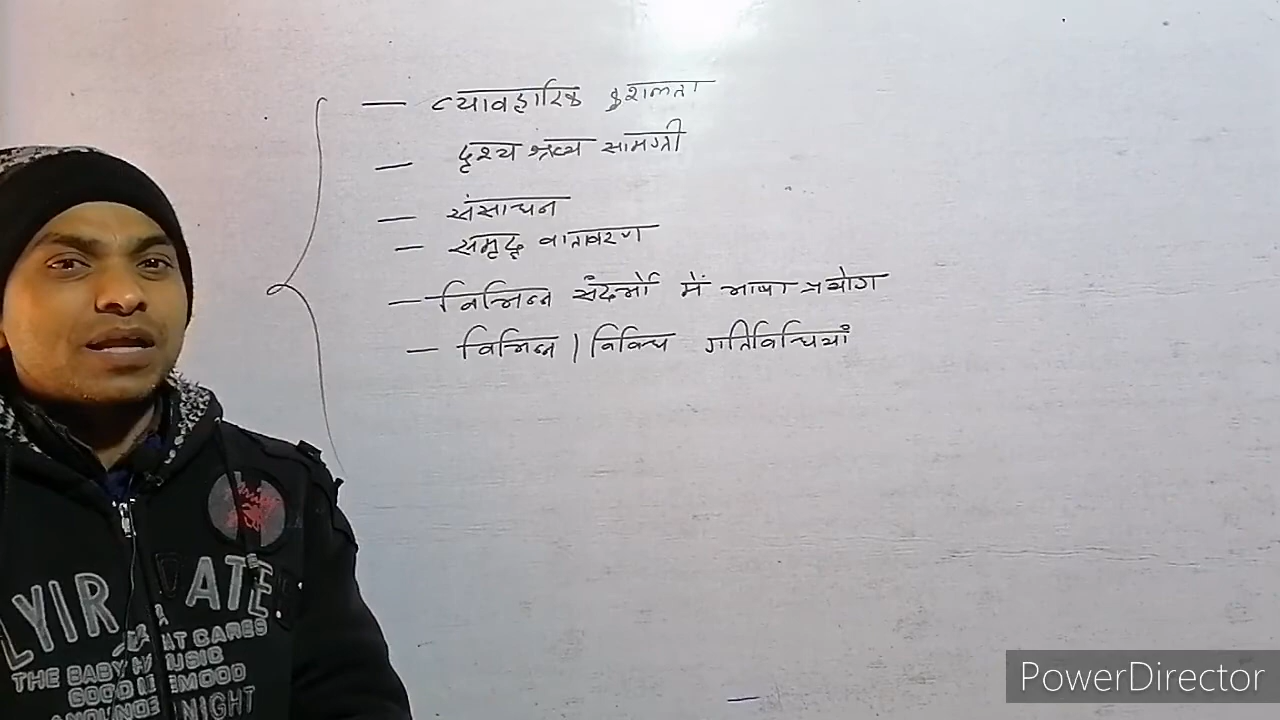 — व्यावहारिक कुशलता
— दृश्य श्रव्य सामग्री
— संसाधन
— समृद्ध वातावरण
— विभिन्न संदर्भो में भाषा प्रयोग
— विभिन्न / विविध गतिविधियाँ
LYIR DATE
AT CARES
THE BABY MUSIC
GOOD MOOD
NIGHT
PowerDirector